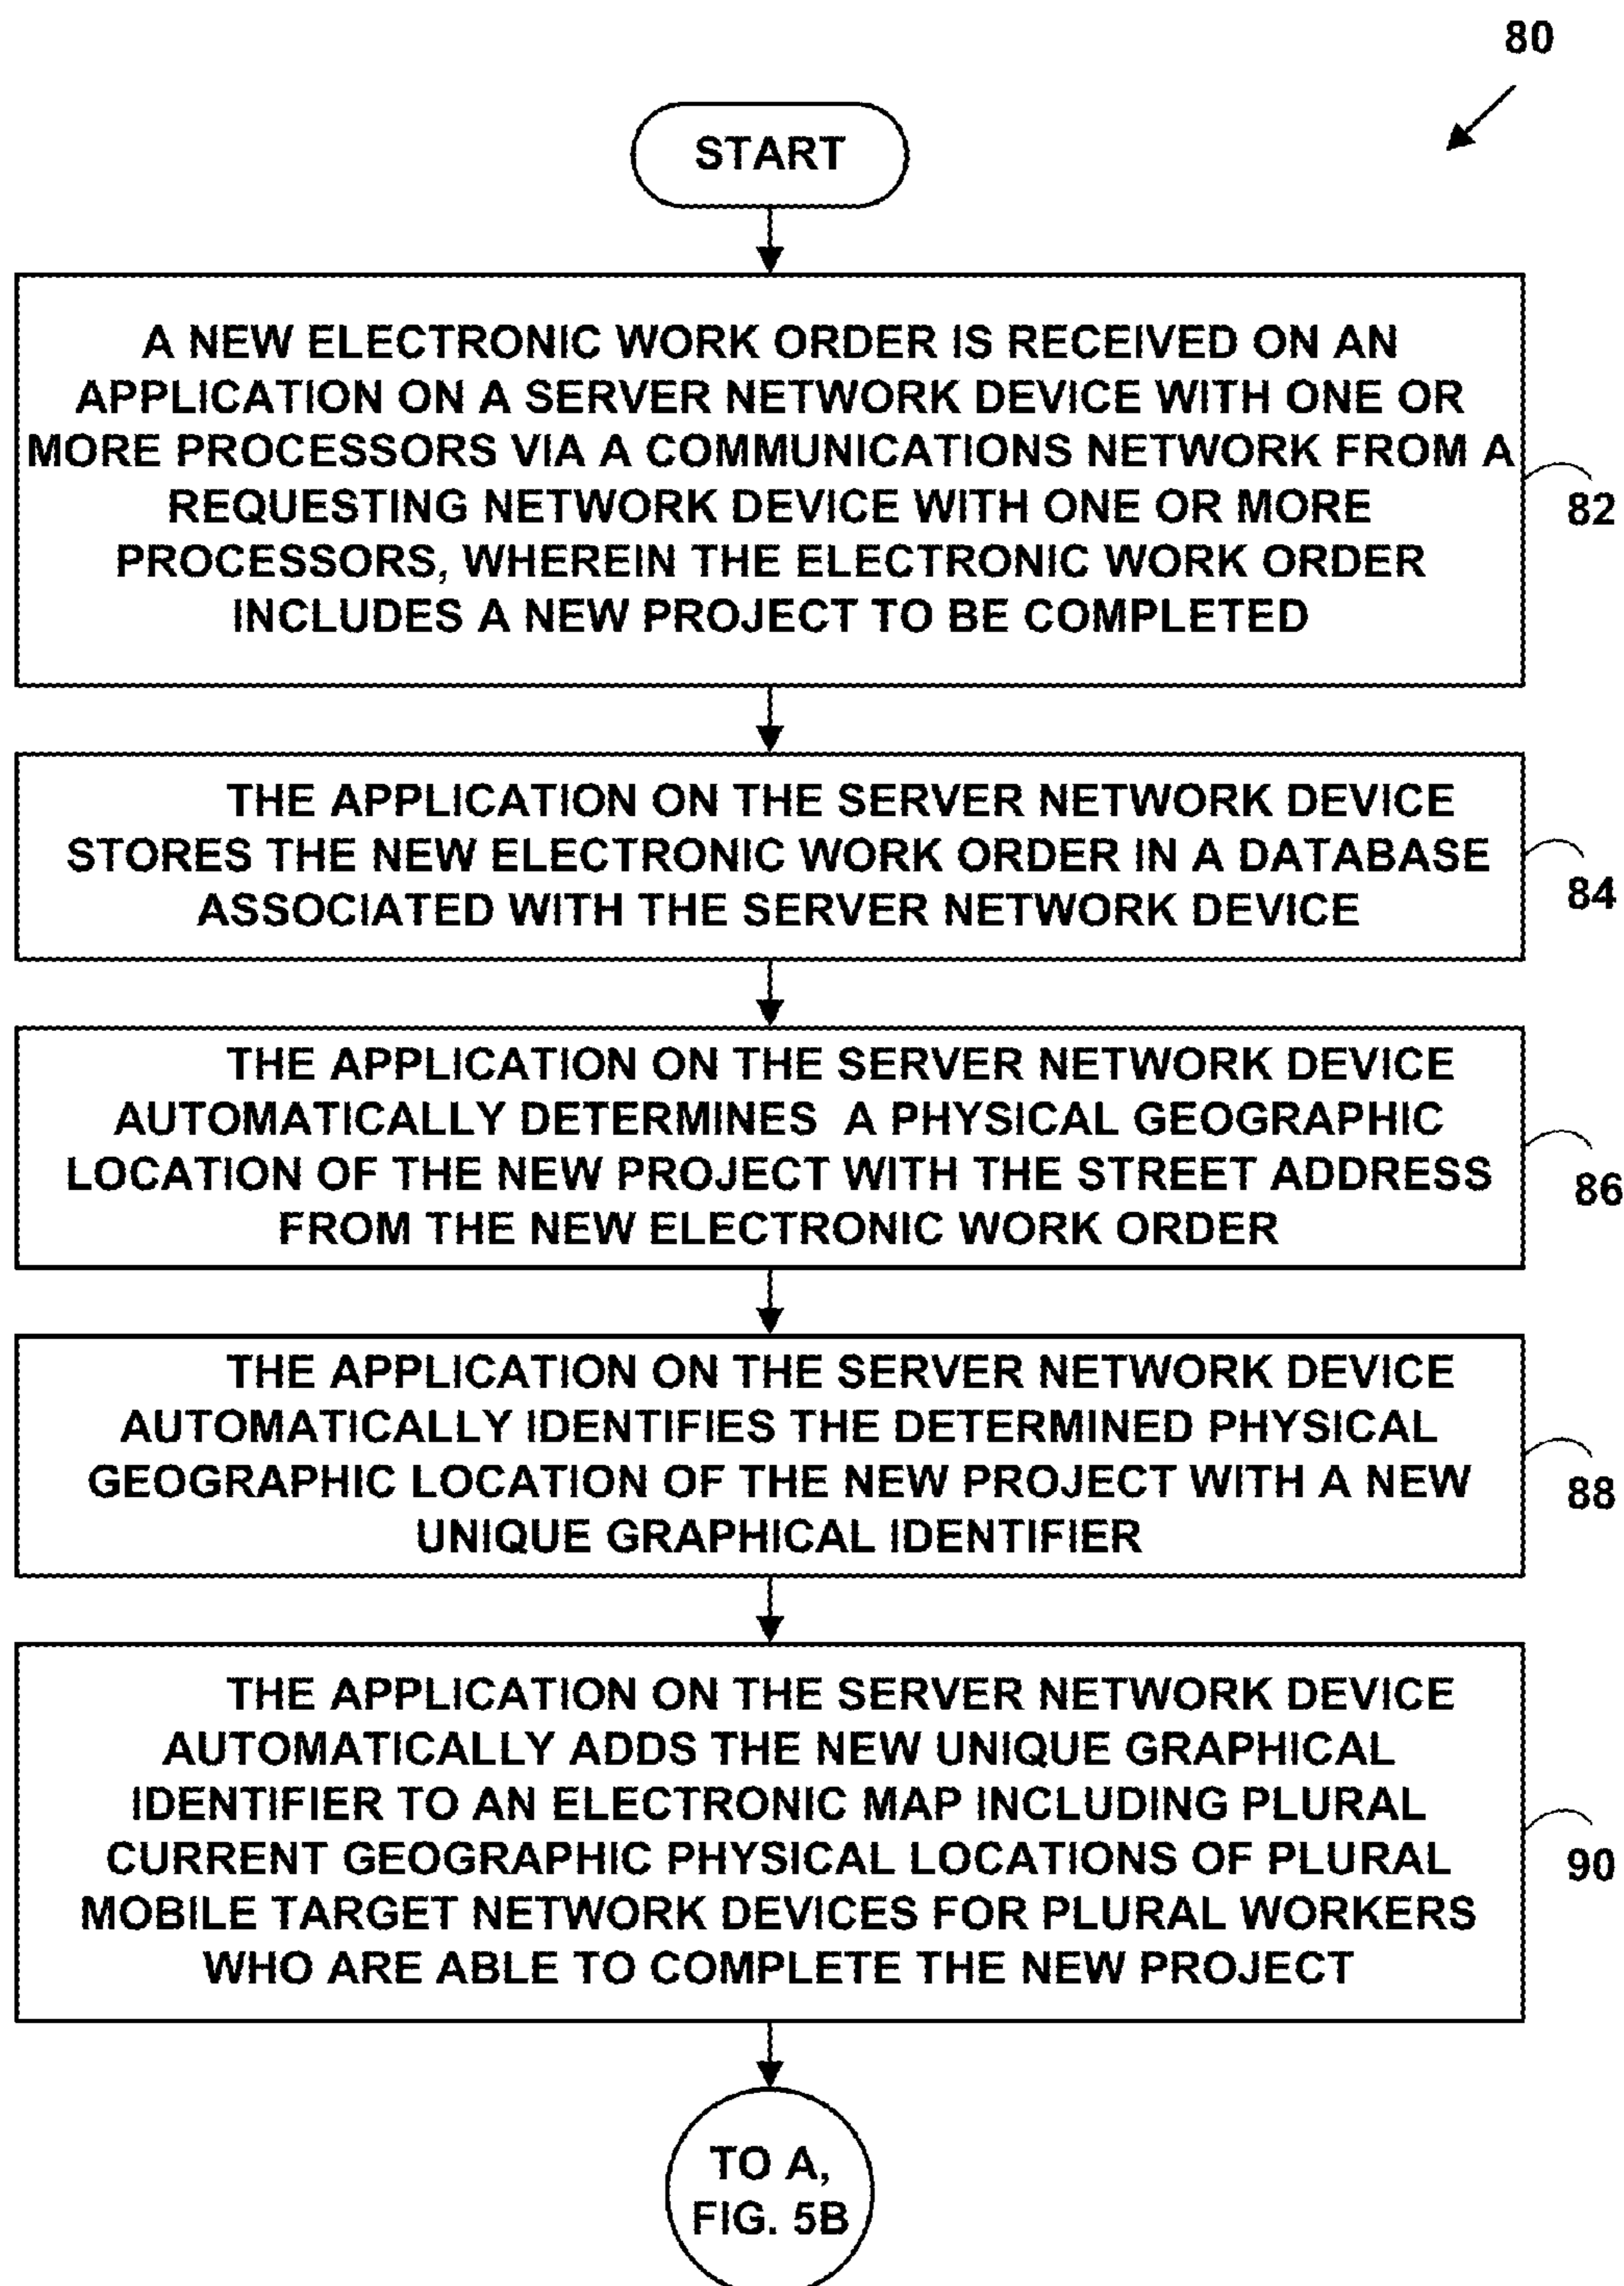 80
START
A NEW ELECTRONIC WORK ORDER IS RECEIVED ON AN
APPLICATION ON A SERVER NETWORK DEVICE WITH ONE OR
MORE PROCESSORS VIA A COMMUNICATIONS NETWORK FROM A
REQUESTING NETWORK DEVICE WITH ONE OR MORE
PROCESSORS, WHEREIN THE ELECTRONIC WORK ORDER
INCLUDES A NEW PROJECT TO BE COMPLETED
82
THE APPLICATION ON THE SERVER NETWORK DEVICE
STORES THE NEW ELECTRONIC WORK ORDER IN A DATABASE
ASSOCIATED WITH THE SERVER NETWORK DEVICE
84
THE APPLICATION ON THE SERVER NETWORK DEVICE
AUTOMATICALLY DETERMINES A PHYSICAL GEOGRAPHIC
LOCATION OF THE NEW PROJECT WITH THE STREET ADDRESS
FROM THE NEW ELECTRONIC WORK ORDER
86
THE APPLICATION ON THE SERVER NETWORK DEVICE
AUTOMATICALLY IDENTIFIES THE DETERMINED PHYSICAL
GEOGRAPHIC LOCATION OF THE NEW PROJECT WITH A NEW
UNIQUE GRAPHICAL IDENTIFIER
88
THE APPLICATION ON THE SERVER NETWORK DEVICE
AUTOMATICALLY ADDS THE NEW UNIQUE GRAPHICAL
IDENTIFIER TO AN ELECTRONIC MAP INCLUDING PLURAL
CURRENT GEOGRAPHIC PHYSICAL LOCATIONS OF PLURAL
MOBILE TARGET NETWORK DEVICES FOR PLURAL WORKERS
WHO ARE ABLE TO COMPLETE THE NEW PROJECT
90
TO A,
FIG. 5B